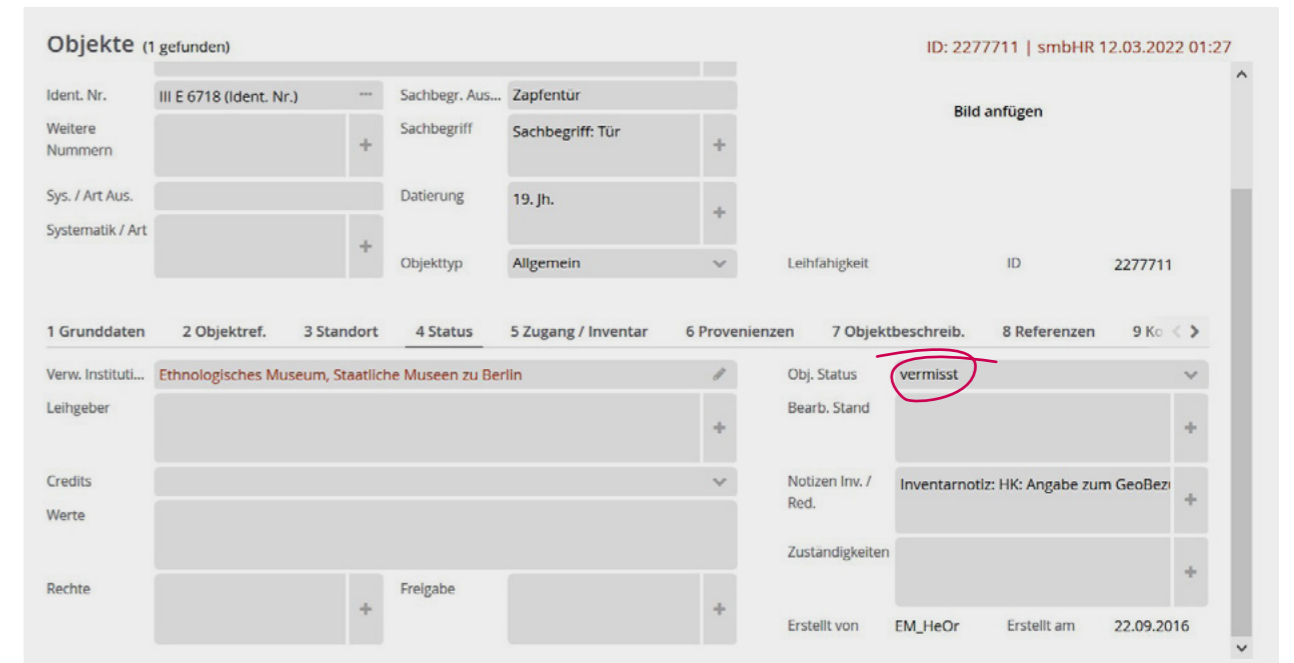 Objekte (1 gefunden) ID: 2277711 | smbHR 12.03.2022 01:27
Ident. Nr. III E 6718 (Ident. Nr.) ··· Sachbegr. Aus... Zapfentür
Bild anfügen
Weitere Nummern + Sachbegriff Sachbegriff: Tür +
Sys. / Art Aus. Datierung 19. Jh. +
Systematik / Art +
Objekttyp Allgemein Leihfähigkeit ID 2277711
1 Grunddaten 2 Objektref. 3 Standort 4 Status 5 Zugang / Inventar 6 Provenienzen 7 Objektbeschreib. 8 Referenzen 9 Ko < >
Verw. Instituti... Ethnologisches Museum, Staatliche Museen zu Berlin Obj. Status vermisst
Leihgeber + Bearb. Stand +
Credits Notizen Inv. / Red. Inventarnotiz: HK: Angabe zum GeoBez +
Werte
Zuständigkeiten +
Rechte + Freigabe +
Erstellt von EM_HeOr Erstellt am 22.09.2016